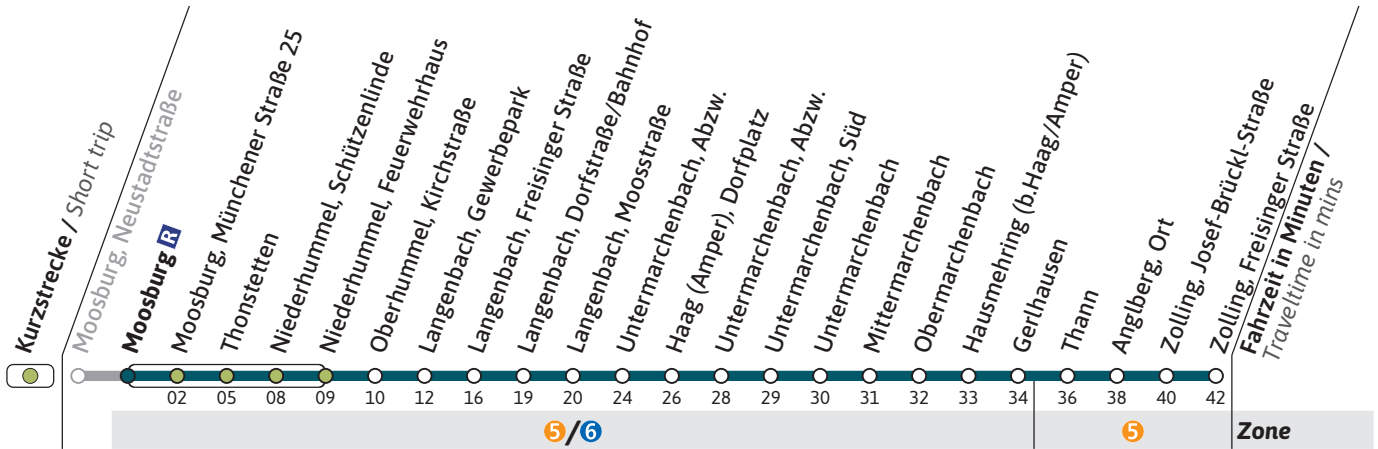 Kurzstrecke / Short trip
Moosburg, Neustadtstraße
Moosburg R
Moosburg, Münchener Straße 25
Thonstetten
Niederhummel, Schützenlinde
Niederhummel, Feuerwehrhaus
Oberhummel, Kirchstraße
Langenbach, Gewerbepark
Langenbach, Freisinger Straße
Langenbach, Dorfstraße/Bahnhof
Langenbach, Moosstraße
Untermarchenbach, Abzw.
Haag (Amper), Dorfplatz
Untermarchenbach, Abzw.
Untermarchenbach, Süd
Untermarchenbach
Mittermarchenbach
Obermarchenbach
Hausmehring (b.Haag/Amper)
Gerlhausen
Thann
Anglberg, Ort
Zolling, Josef-Brückl-Straße
Zolling, Freisinger Straße
Fahrzeit in Minuten /
Traveltime in mins
02 05 08 09 10 12 16 19 20 24 26 28 29 30 31 32 33 34 36 38 40 42
5/6 5 Zone